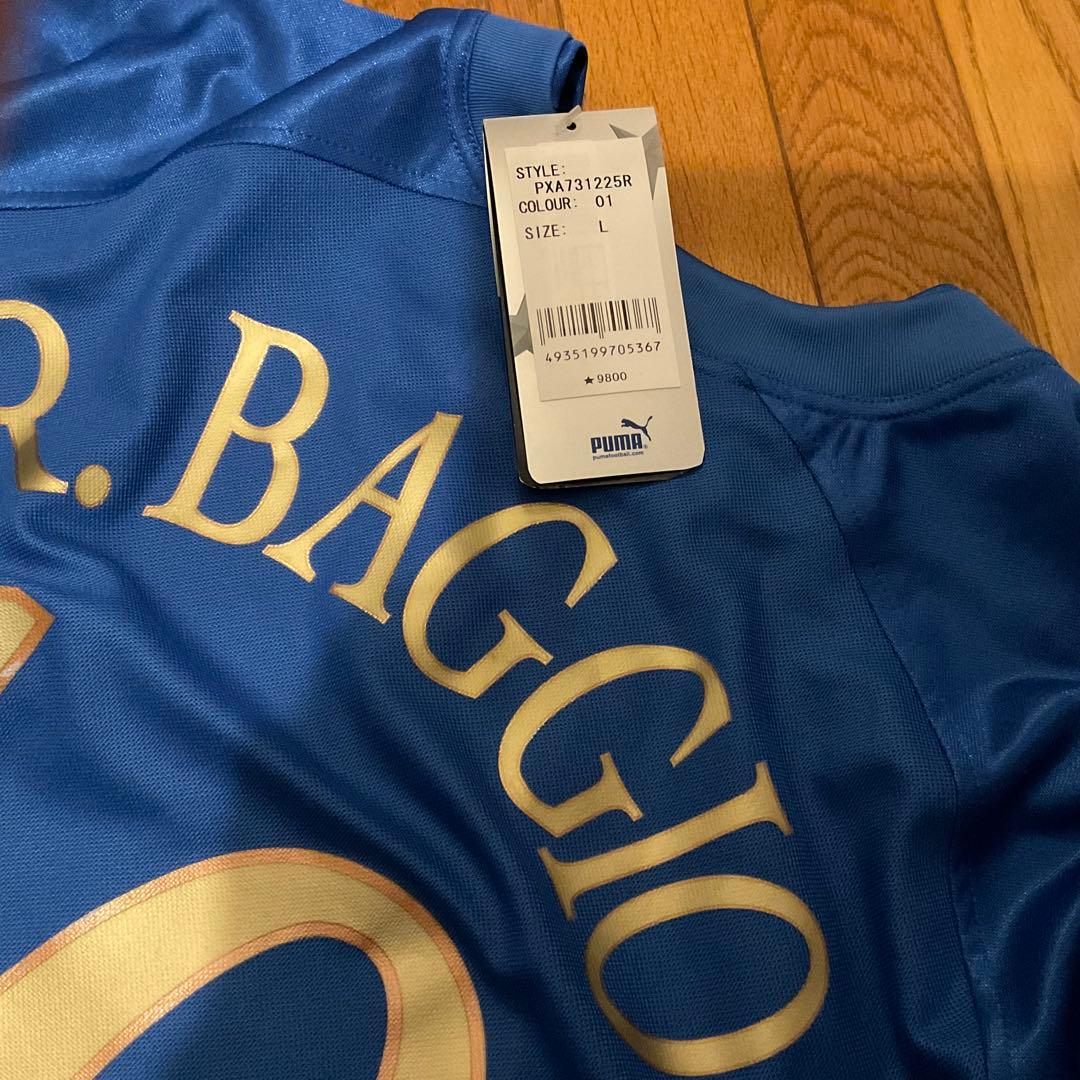 STYLE:
PXA731225R
COLOUR: 01
SIZE: L
4935199705367
★9800
PUMA
pumafootball.com
R. BAGGIO